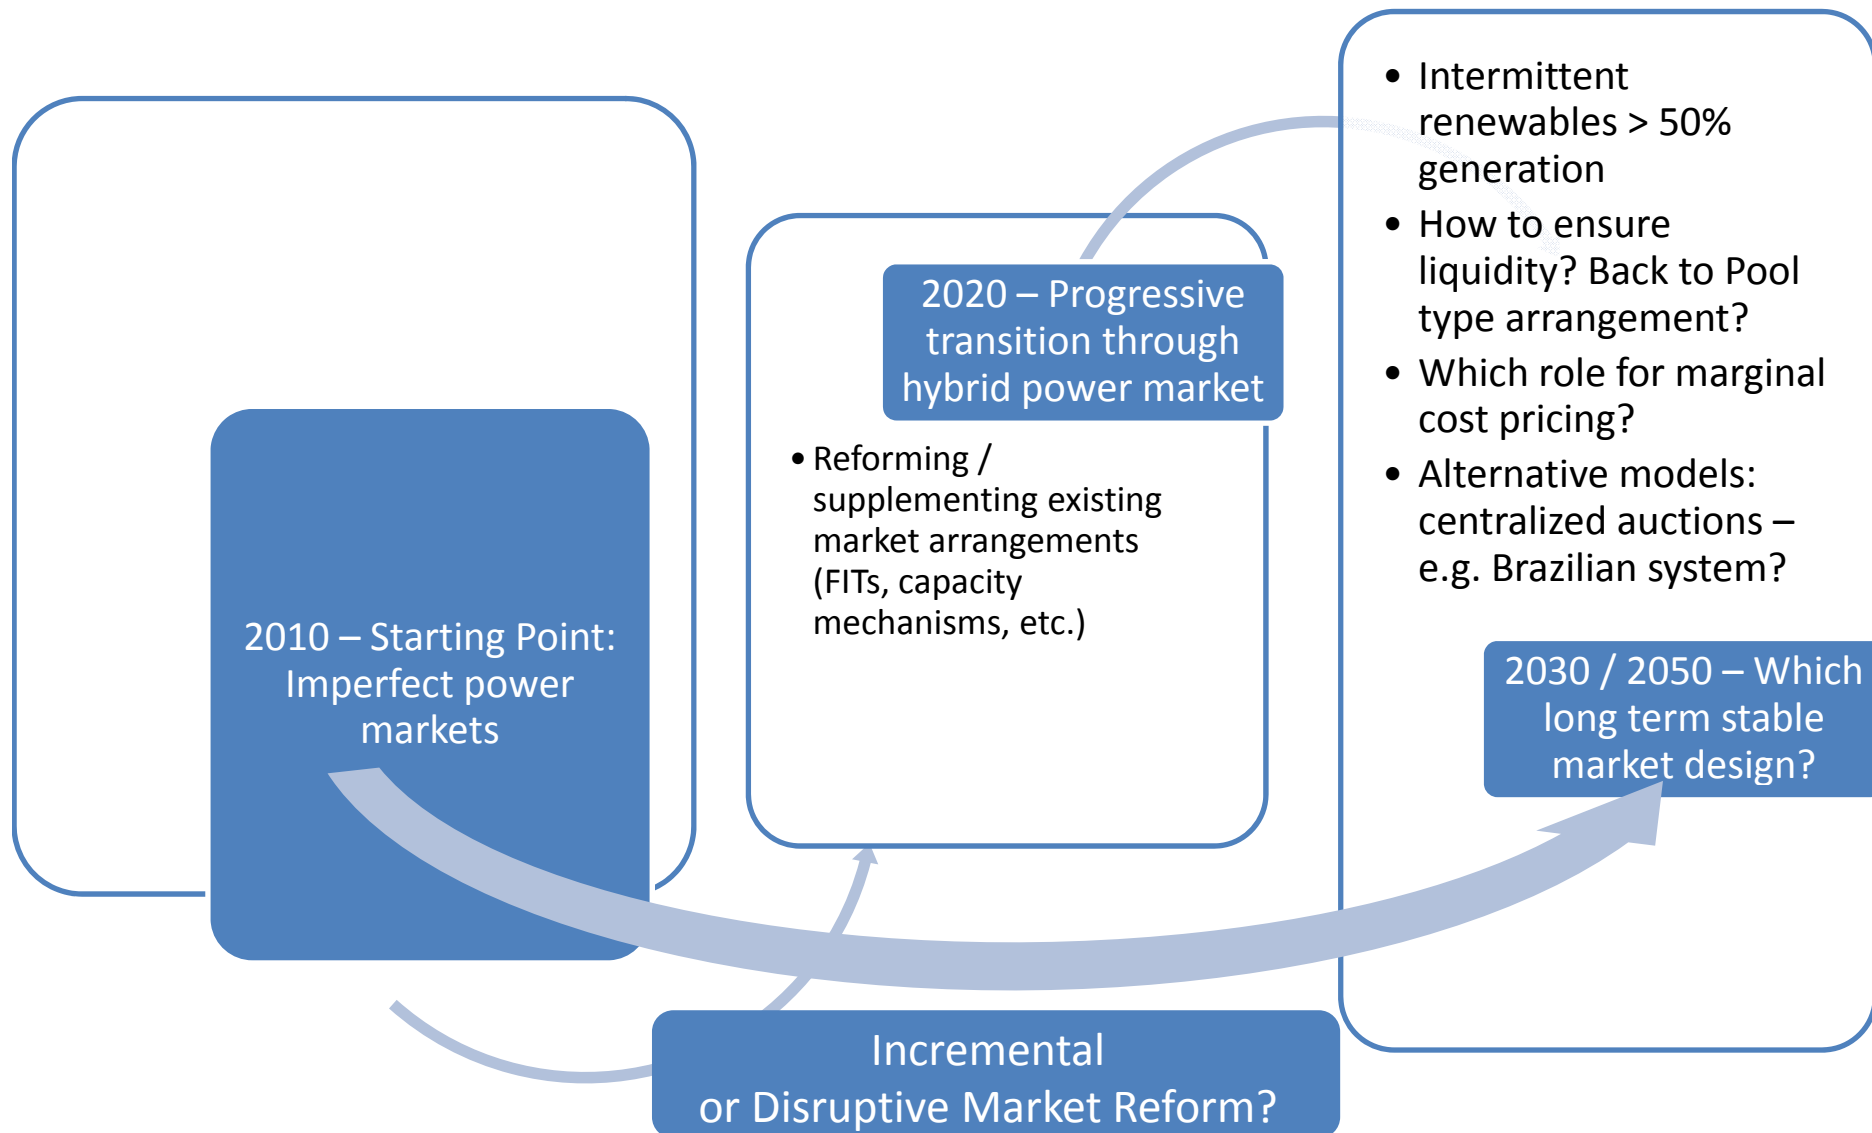 2010 – Starting Point:
Imperfect power
markets
2020 – Progressive
transition through
hybrid power market
• Reforming /
supplementing existing
market arrangements
(FITs, capacity
mechanisms, etc.)
• Intermittent
renewables > 50%
generation
• How to ensure
liquidity? Back to Pool
type arrangement?
• Which role for marginal
cost pricing?
• Alternative models:
centralized auctions –
e.g. Brazilian system?
2030 / 2050 – Which
long term stable
market design?
Incremental
or Disruptive Market Reform?